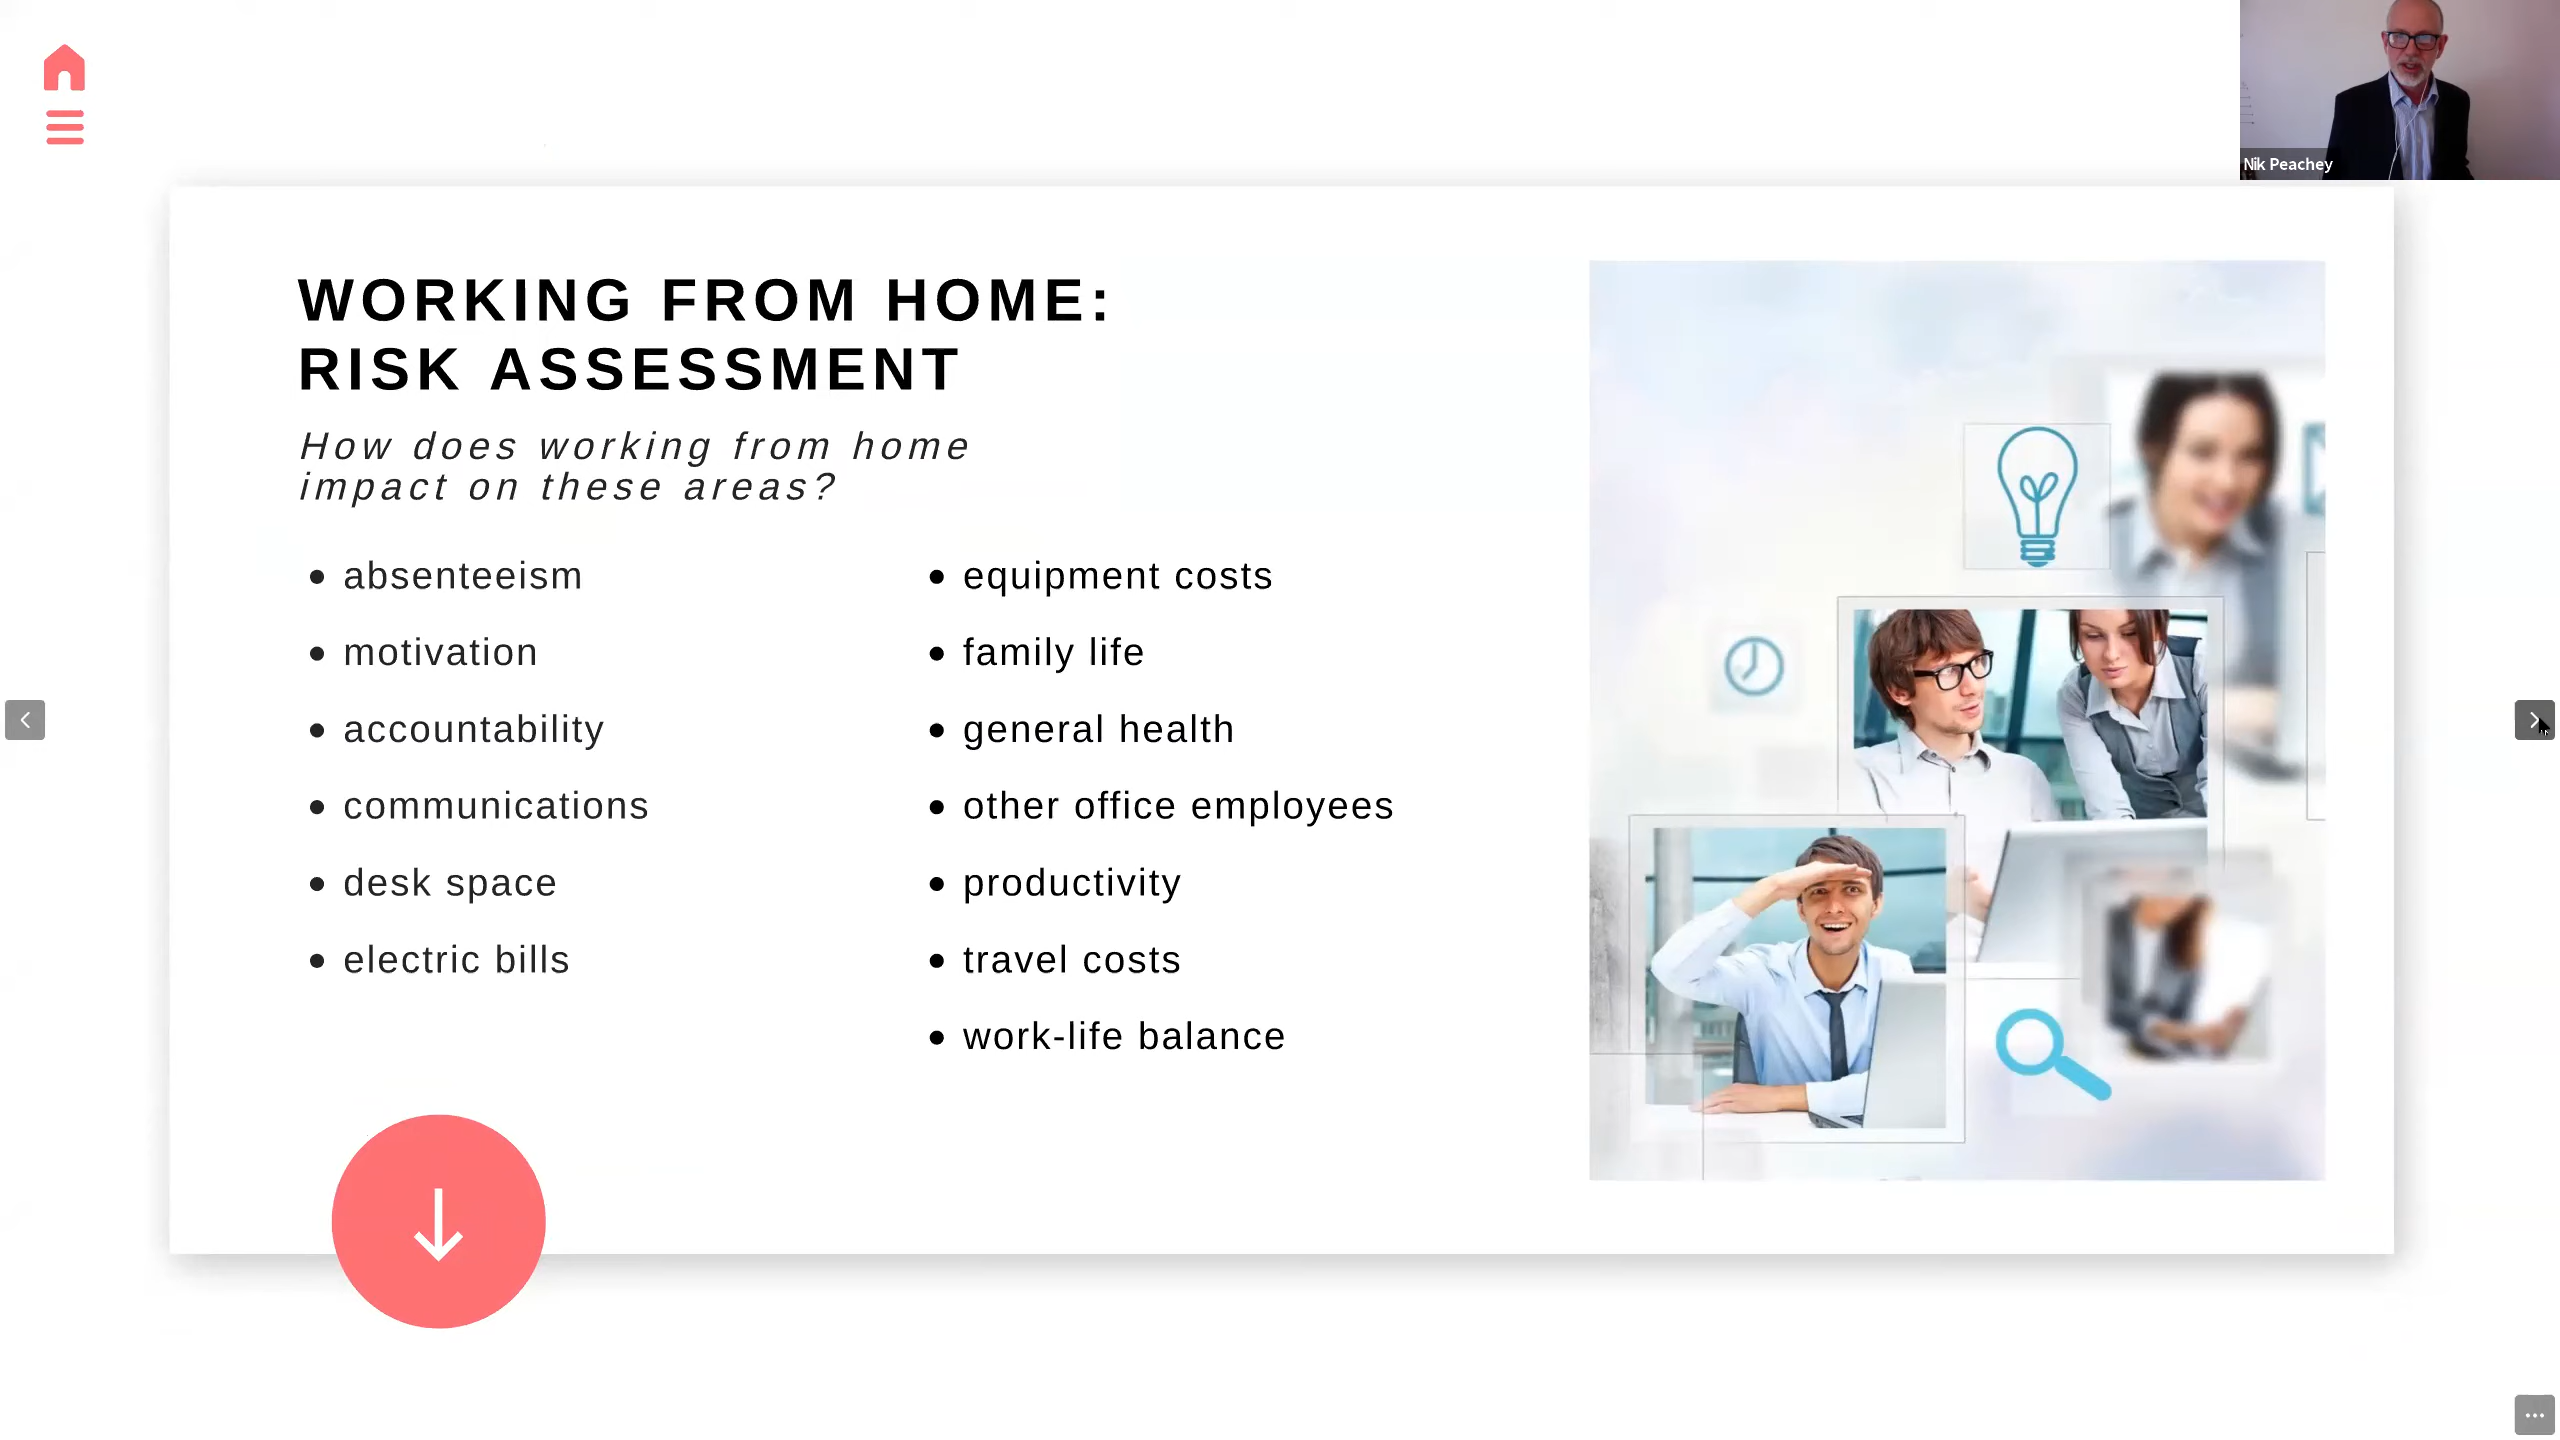 Nik Peachey
WORKING FROM HOME:
RISK ASSESSMENT
How does working from home
impact on these areas?
• absenteeism
• motivation
• accountability
• communications
• desk space
• electric bills
• equipment costs
• family life
• general health
• other office employees
• productivity
• travel costs
• work-life balance